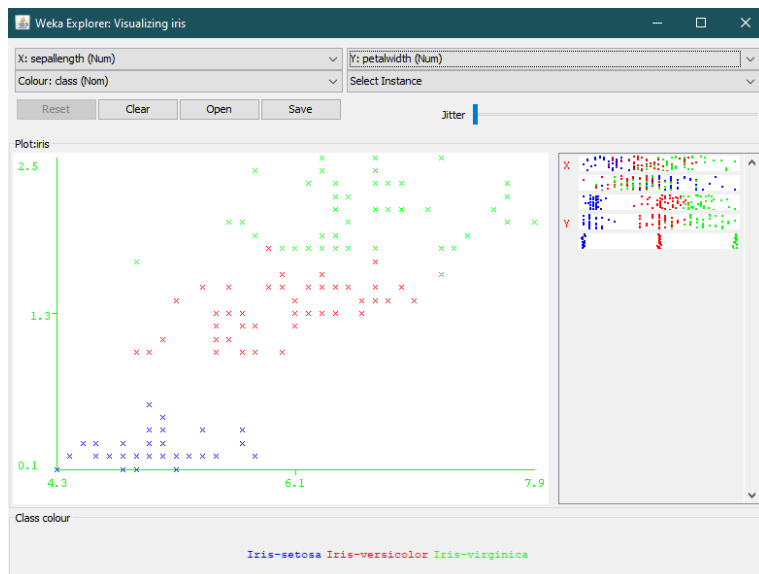 Weka Explorer: Visualizing iris
X: sepallength (Num) Y: petalwidth (Num)
Colour: class (Nom) Select Instance
Reset Clear Open Save Jitter
Plot:iris
2.5
X
Y
1.3
0.1
4.3 6.1 7.9
Class colour
Iris-setosa Iris-versicolor Iris-virginica